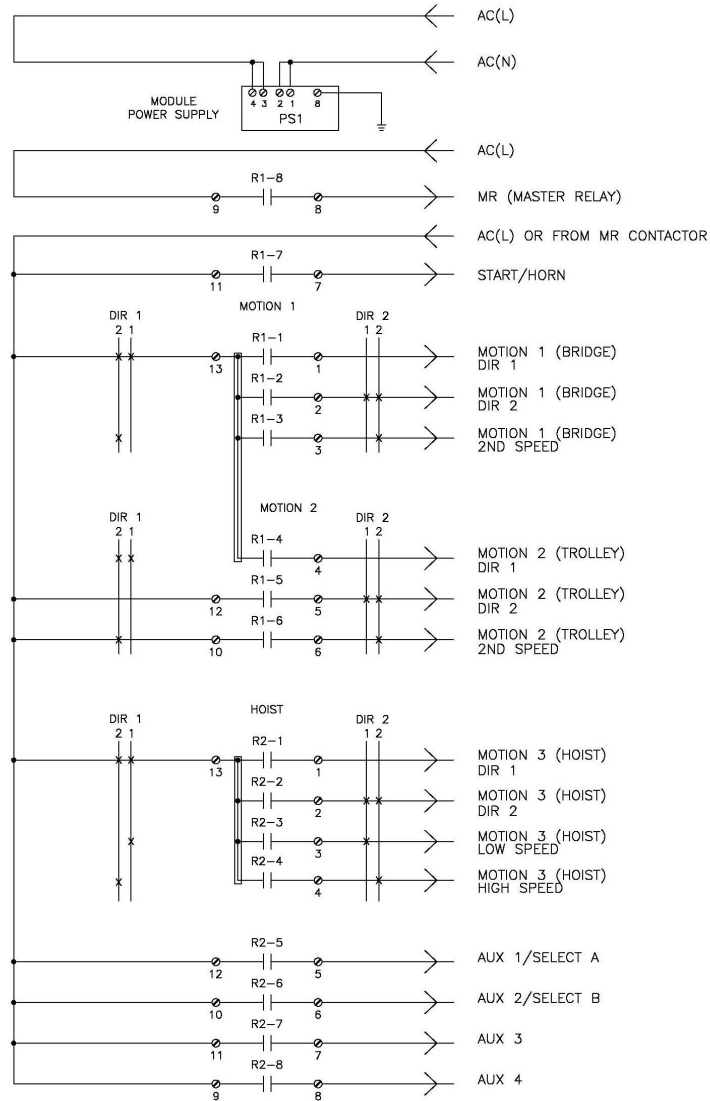 AC(L)
AC(N)
MODULE
POWER SUPPLY
4 3 2 1 8
PS1
AC(L)
R1-8
9 8
MR (MASTER RELAY)
AC(L) OR FROM MR CONTACTOR
R1-7
11 7
START/HORN
MOTION 1
DIR 1
2 1
DIR 2
1 2
R1-1
13 1
MOTION 1 (BRIDGE)
DIR 1
R1-2
2
MOTION 1 (BRIDGE)
DIR 2
R1-3
3
MOTION 1 (BRIDGE)
2ND SPEED
MOTION 2
DIR 1
2 1
DIR 2
1 2
R1-4
4
MOTION 2 (TROLLEY)
DIR 1
R1-5
12 5
MOTION 2 (TROLLEY)
DIR 2
R1-6
10 6
MOTION 2 (TROLLEY)
2ND SPEED
HOIST
DIR 1
2 1
DIR 2
1 2
R2-1
13 1
MOTION 3 (HOIST)
DIR 1
R2-2
2
MOTION 3 (HOIST)
DIR 2
R2-3
3
MOTION 3 (HOIST)
LOW SPEED
R2-4
4
MOTION 3 (HOIST)
HIGH SPEED
R2-5
12 5
AUX 1/SELECT A
R2-6
10 6
AUX 2/SELECT B
R2-7
11 7
AUX 3
R2-8
9 8
AUX 4